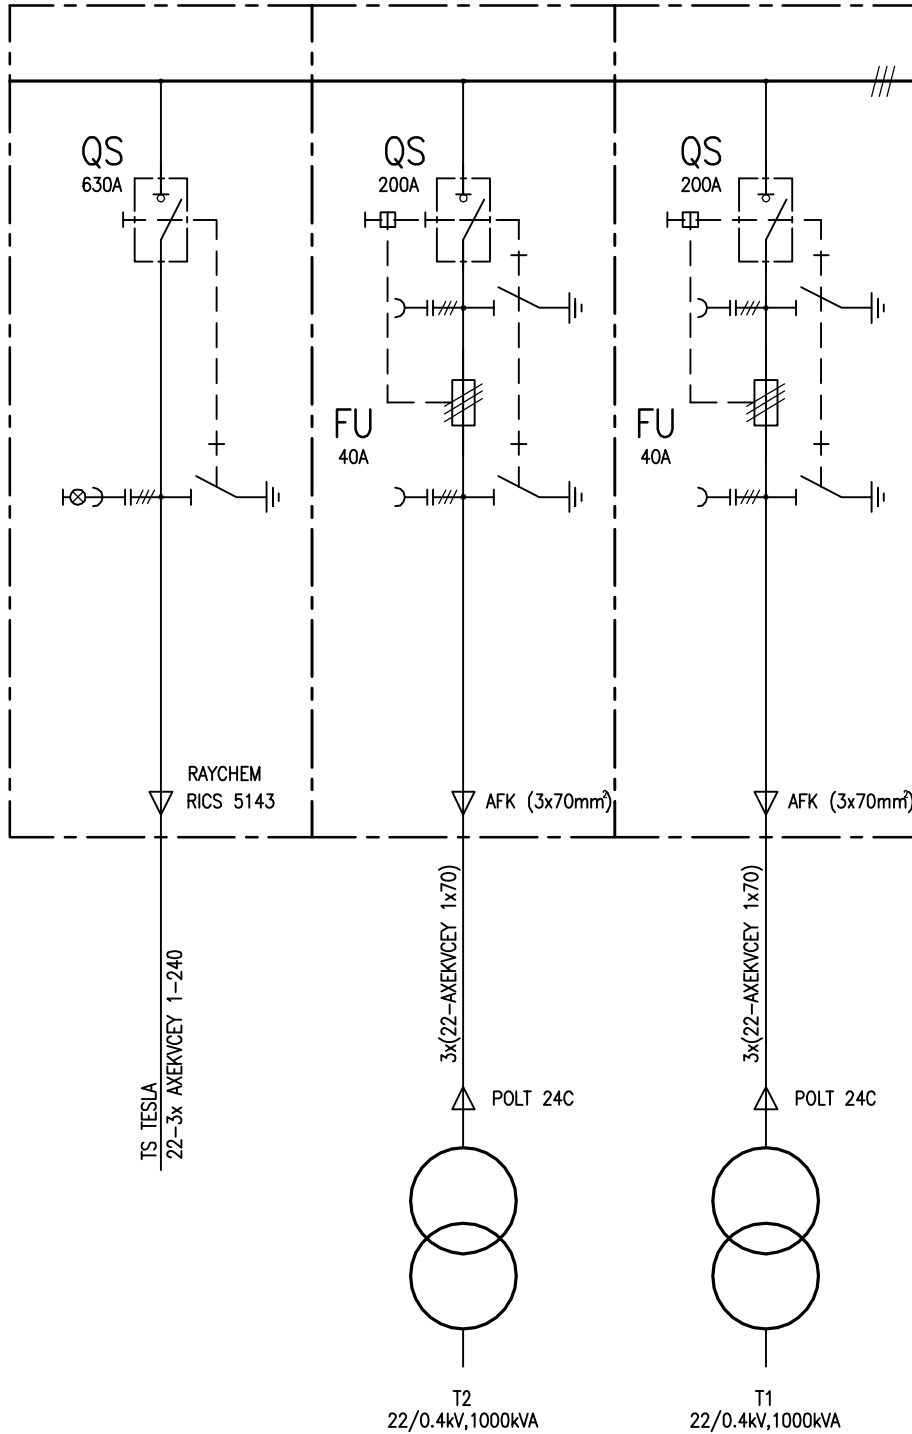 QS
630A
QS
200A
QS
200A
FU
40A
FU
40A
RAYCHEM
RICS 5143
AFK (3x70mm²)
AFK (3x70mm²)
TS TESLA
22-3x AXEKVCEY 1-240
3x(22-AXEKVCEY 1x70)
3x(22-AXEKVCEY 1x70)
POLT 24C
POLT 24C
T2
22/0.4kV,1000kVA
T1
22/0.4kV,1000kVA